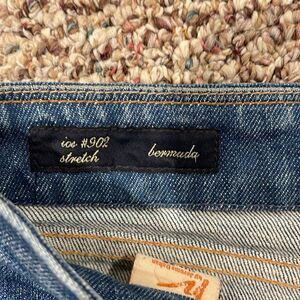 ios #902
stretch bermuda